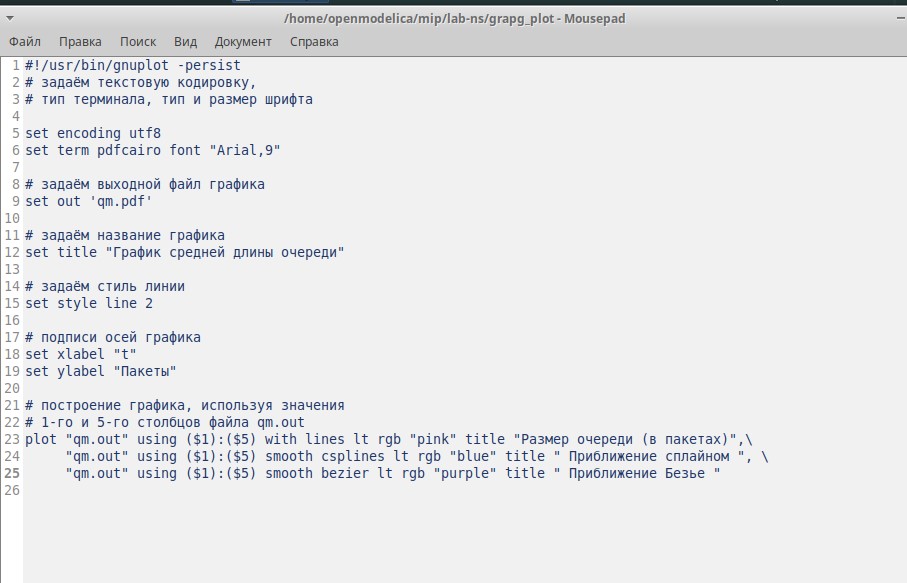 /home/openmodelica/mip/lab-ns/grapg_plot - Mousepad
Файл Правка Поиск Вид Документ Справка
1 #!/usr/bin/gnuplot -persist
2 # задаём текстовую кодировку,
3 # тип терминала, тип и размер шрифта
4
5 set encoding utf8
6 set term pdfcairo font "Arial,9"
7
8 # задаём выходной файл графика
9 set out 'qm.pdf'
10
11 # задаём название графика
12 set title "График средней длины очереди"
13
14 # задаём стиль линии
15 set style line 2
16
17 # подписи осей графика
18 set xlabel "t"
19 set ylabel "Пакеты"
20
21 # построение графика, используя значения
22 # 1-го и 5-го столбцов файла qm.out
23 plot "qm.out" using ($1):($5) with lines lt rgb "pink" title "Размер очереди (в пакетах)",\
24 "qm.out" using ($1):($5) smooth csplines lt rgb "blue" title " Приближение сплайном ", \
25 "qm.out" using ($1):($5) smooth bezier lt rgb "purple" title " Приближение Безье "
26